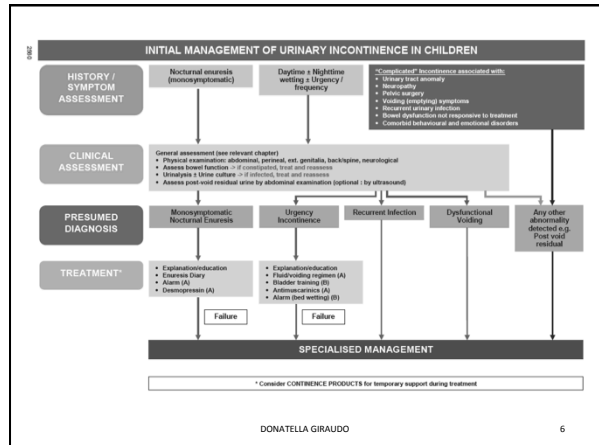 INITIAL MANAGEMENT OF URINARY INCONTINENCE IN CHILDREN
HISTORY /
SYMPTOM
ASSESSMENT
Nocturnal enuresis
(monosymptomatic)
Daytime ± Nighttime
wetting ± Urgency /
frequency
"Complicated" Incontinence associated with:
• Urinary tract anomaly
• Neuropathy
• Pelvic surgery
• Voiding (emptying) symptoms
• Recurrent urinary infection
• Bowel dysfunction not responsive to treatment
• Comorbid behavioural and emotional disorders
CLINICAL
ASSESSMENT
General assessment (see relevant chapter)
• Physical examination: abdominal, perineal, ext. genitalia, back/spine, neurological
• Assess bowel function -> if constipated, treat and reassess
• Urinalysis ± Urine culture -> if infected, treat and reassess
• Assess post-void residual urine by abdominal examination (optional : by ultrasound)
PRESUMED
DIAGNOSIS
Monosymptomatic
Nocturnal Enuresis
Urgency
Incontinence
Recurrent Infection
Dysfunctional
Voiding
Any other
abnormality
detected e.g.
Post void
residual
TREATMENT*
• Explanation/education
• Enuresis Diary
• Alarm (A)
• Desmopressin (A)
• Explanation/education
• Fluid/voiding regimen (A)
• Bladder training (B)
• Antimuscarinics (A)
• Alarm (bed wetting) (B)
Failure
Failure
SPECIALISED MANAGEMENT
* Consider CONTINENCE PRODUCTS for temporary support during treatment
DONATELLA GIRAUDO
6